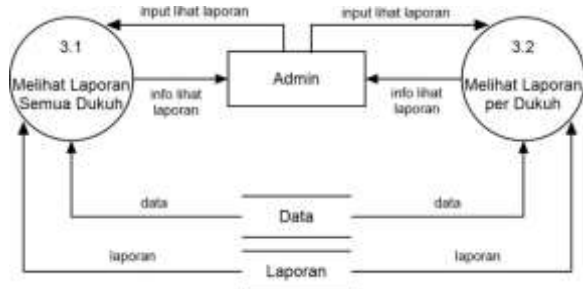 input lihat laporan
input lihat laporan
3.1
Melihat Laporan
Semua Dukuh
Admin
3.2
Melihat Laporan
per Dukuh
info lihat
laporan
info lihat
laporan
data
Data
data
laporan
Laporan
laporan